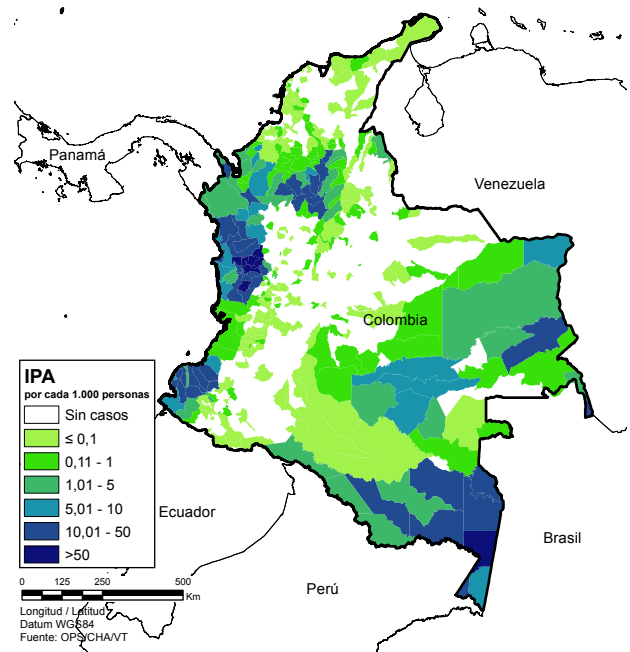 Panamá
Venezuela
Colombia
Ecuador
Perú
Brasil
IPA
por cada 1.000 personas
Sin casos
≤ 0,1
0,11 - 1
1,01 - 5
5,01 - 10
10,01 - 50
>50
0 125 250 500
Km
Longitud / Latitud
Datum WGS84
Fuente: OPS/CHA/VT